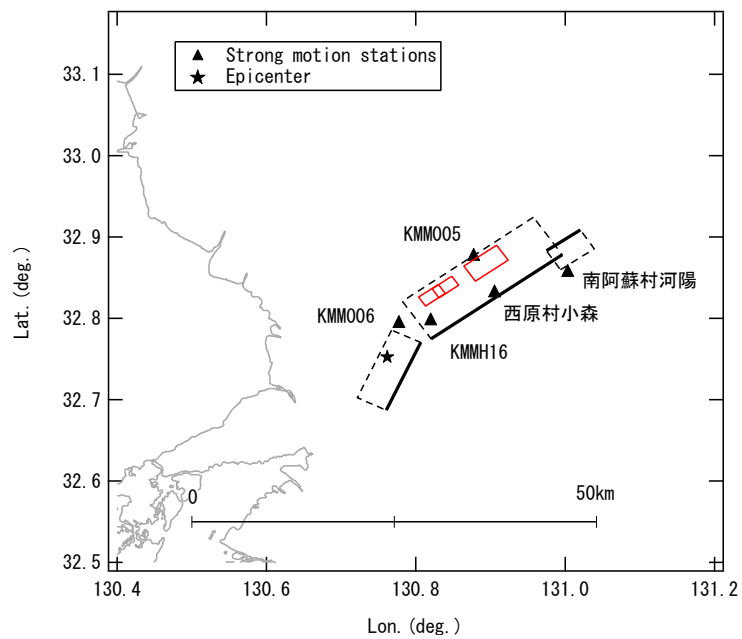 Strong motion stations
Epicenter
33.1
33.0
32.9
32.8
32.7
32.6
32.5
Lat. (deg.)
KMM005
KMM006
南阿蘇村河陽
西原村小森
KMMH16
0
50km
130.4
130.6
130.8
131.0
131.2
Lon. (deg.)